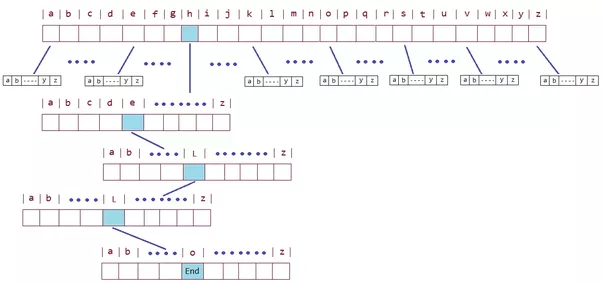 | a | b | c | d | e | f | g | h | i | j | k | l | m | n | o | p | q | r | s | t | u | v | w | x | y | z |
a b ---- y z a b ---- y z a b ---- y z a b ---- y z a b ---- y z a b ---- y z a b ---- y z
| a | b | c | d | e | ........ | z |
| a | b | .... | L | ....... | z |
| a | b | .... | L | ........ | z |
| a | b | .... | o | ....... | z |
End